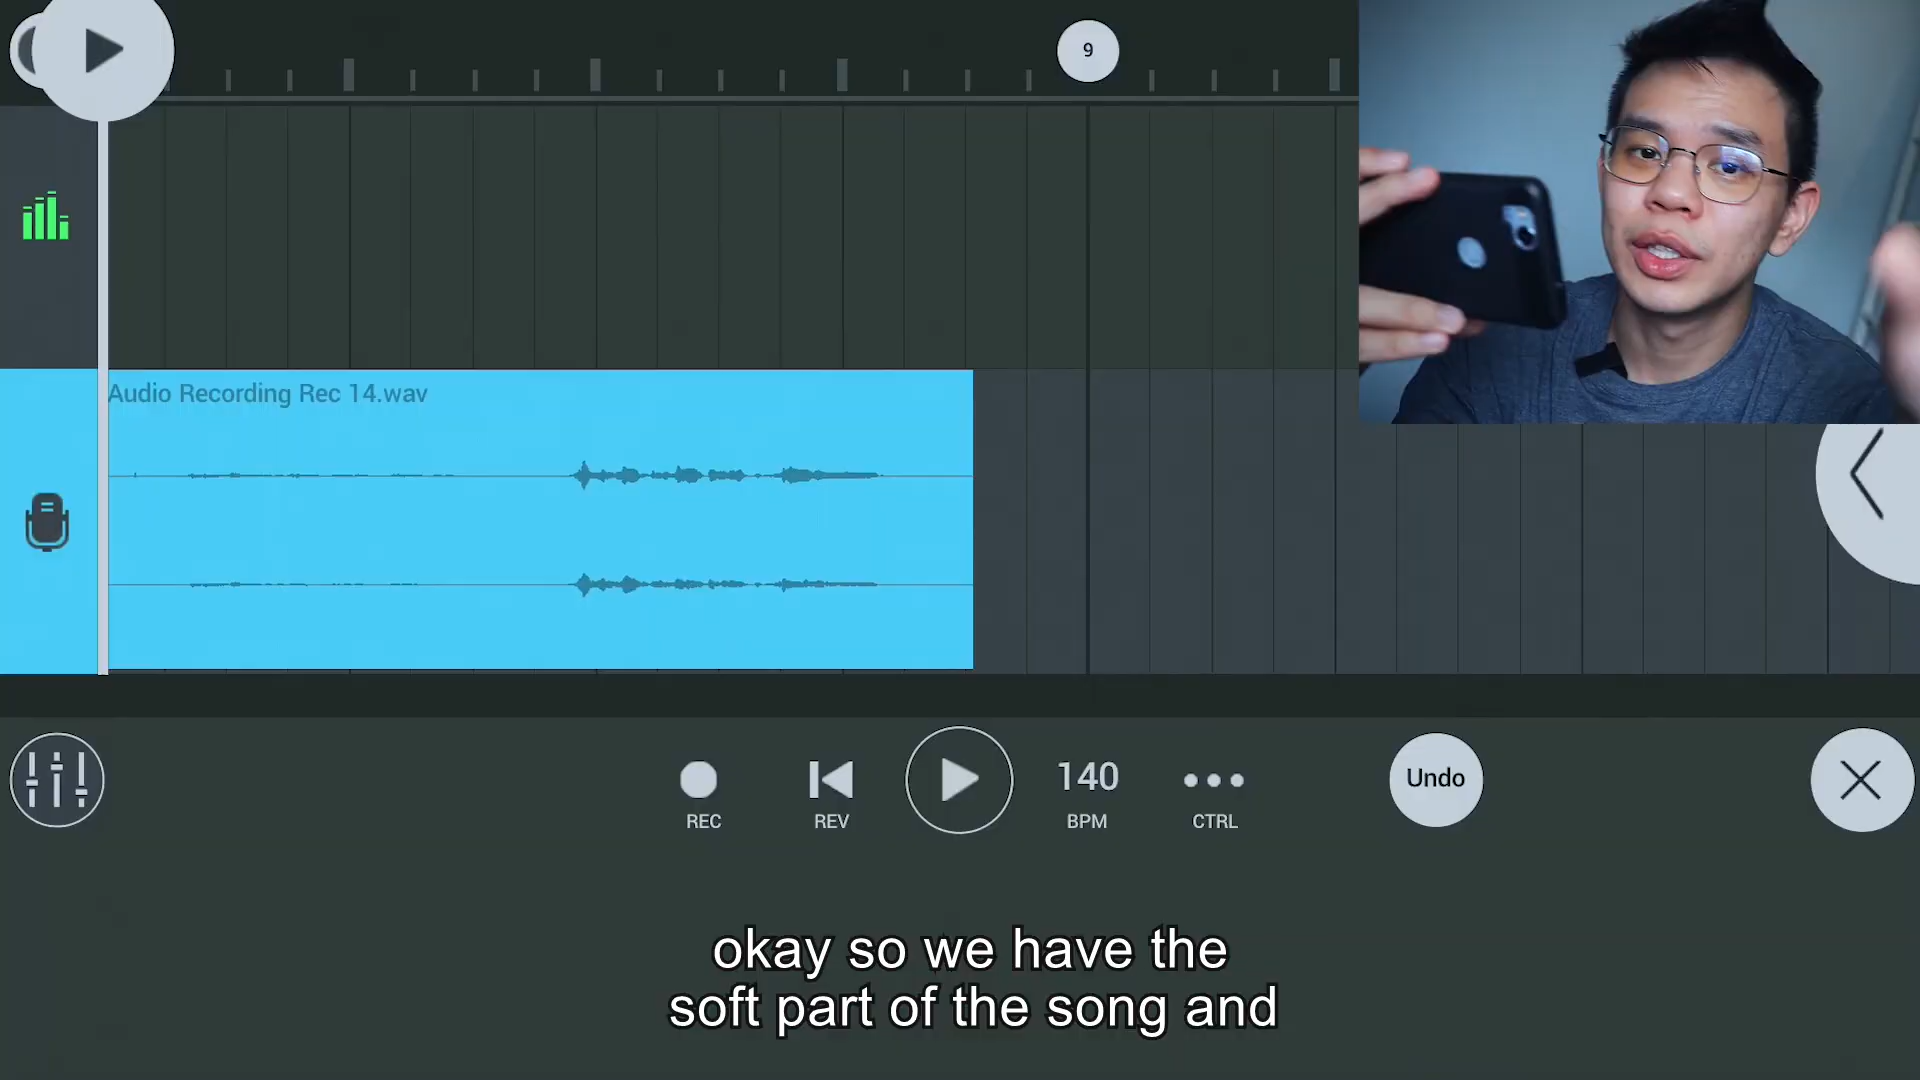 9
Audio Recording Rec 14.wav
140
Undo
REC
REV
BPM
CTRL
okay so we have the
soft part of the song and